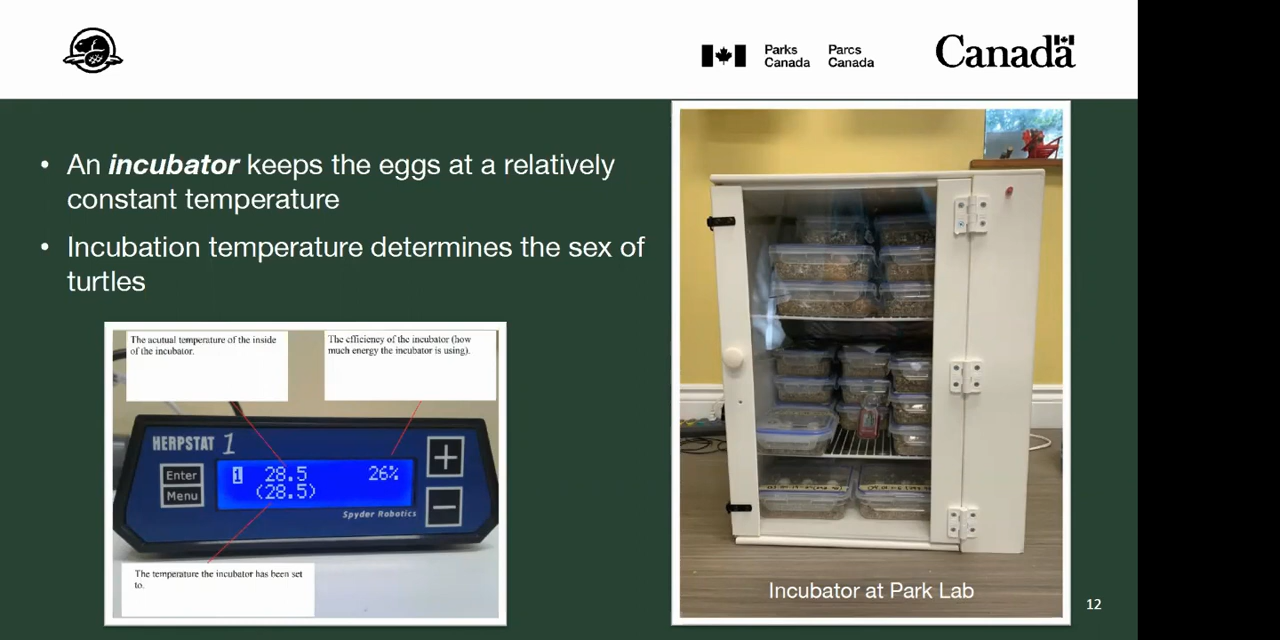 Parks Parcs
Canada Canada
Canada
• An incubator keeps the eggs at a relatively
constant temperature
• Incubation temperature determines the sex of
turtles
The acutual temperature of the inside
of the incubator.
The efficiency of the incubator (how
much energy the incubator is using).
HERPSTAT 1
Enter
Menu
1 28.5 26%
(28.5)
+
−
Spyder Robotics
The temperature the incubator has been set
to.
Incubator at Park Lab
12